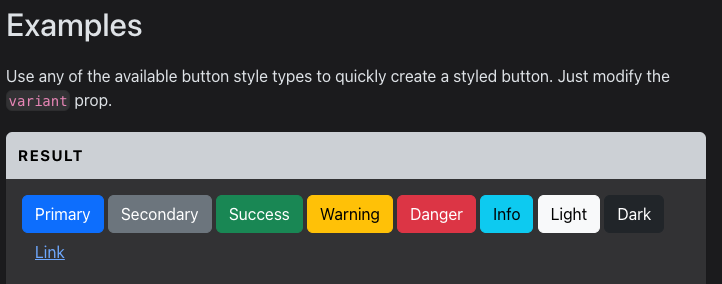 Examples
Use any of the available button style types to quickly create a styled button. Just modify the
variant prop.
RESULT
Primary Secondary Success Warning Danger Info Light Dark
Link